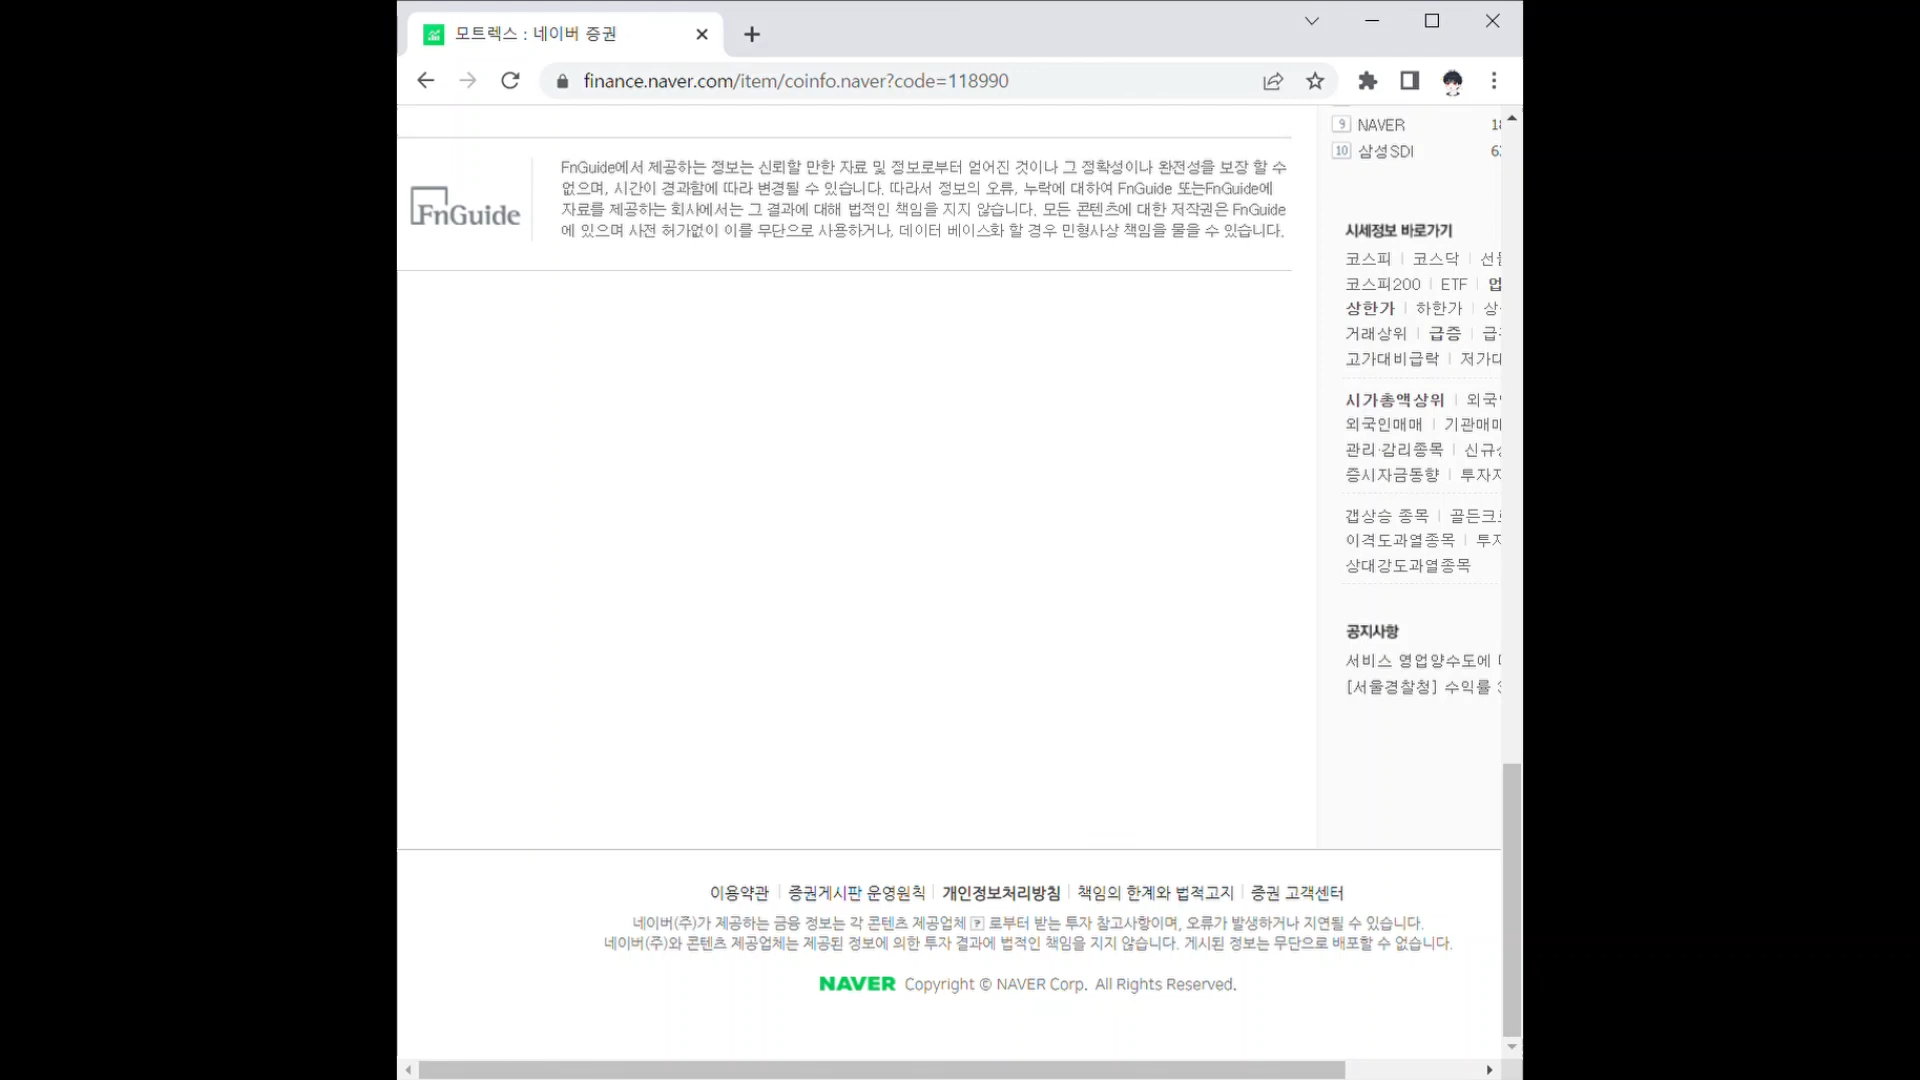 모트렉스 : 네이버 증권
finance.naver.com/item/coinfo.naver?code=118990
9 NAVER
10 삼성SDI
FnGuide
FnGuide에서 제공하는 정보는 신뢰할 만한 자료 및 정보로부터 얻어진 것이나 그 정확성이나 완전성을 보장 할 수
없으며, 시간이 경과함에 따라 변경될 수 있습니다. 따라서 정보의 오류, 누락에 대하여 FnGuide 또는FnGuide에
자료를 제공하는 회사에서는 그 결과에 대해 법적인 책임을 지지 않습니다. 모든 콘텐츠에 대한 저작권은 FnGuide
에 있으며 사전 허가없이 이를 무단으로 사용하거나, 데이터 베이스화 할 경우 민형사상 책임을 물을 수 있습니다.
시세정보 바로가기
코스피 코스닥
코스피200 ETF 업
상한가 하한가 상
거래상위 급증
고가대비급락 저가
시가총액상위 외국
외국인매매 기관매매
관리·감리종목 신규
증시자금동향 투자
갭상승 종목 골든크
이격도과열종목 투
상대강도과열종목
공지사항
서비스 영업양수도에
[서울경찰청] 수익률
이용약관 증권게시판 운영원칙 개인정보처리방침 책임의 한계와 법적고지 증권 고객센터
네이버(주)가 제공하는 금융 정보는 각 콘텐츠 제공업체 ? 로부터 받는 투자 참고사항이며, 오류가 발생하거나 지연될 수 있습니다.
네이버(주)와 콘텐츠 제공업체는 제공된 정보에 의한 투자 결과에 법적인 책임을 지지 않습니다. 게시된 정보는 무단으로 배포할 수 없습니다.
NAVER Copyright © NAVER Corp. All Rights Reserved.